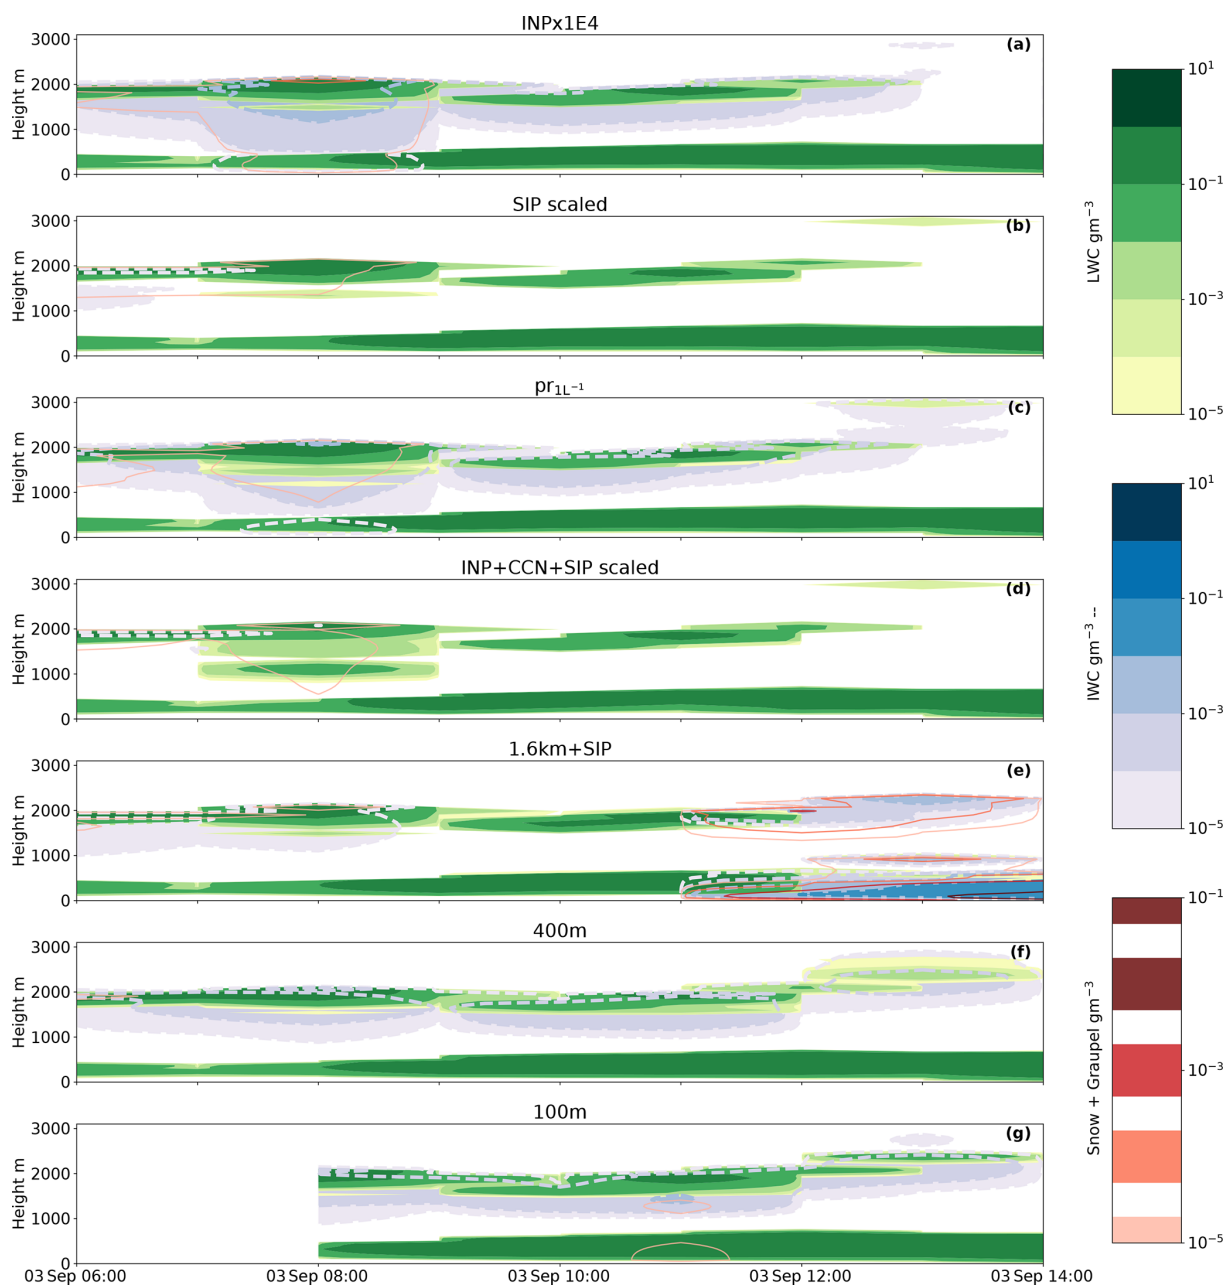 INPx1E4
(a)
Height m
3000
2000
1000
0
SIP scaled
(b)
Height m
3000
2000
1000
0
pr₁L⁻¹
(c)
Height m
3000
2000
1000
0
INP+CCN+SIP scaled
(d)
Height m
3000
2000
1000
0
1.6km+SIP
(e)
Height m
3000
2000
1000
0
400m
(f)
Height m
3000
2000
1000
0
100m
(g)
Height m
3000
2000
1000
0
03 Sep 06:00
03 Sep 08:00
03 Sep 10:00
03 Sep 12:00
03 Sep 14:00
LWC gm⁻³
10¹
10⁻¹
10⁻³
10⁻⁵
IWC gm⁻³ --
10¹
10⁻¹
10⁻³
10⁻⁵
Snow + Graupel gm⁻³
10⁻¹
10⁻³
10⁻⁵